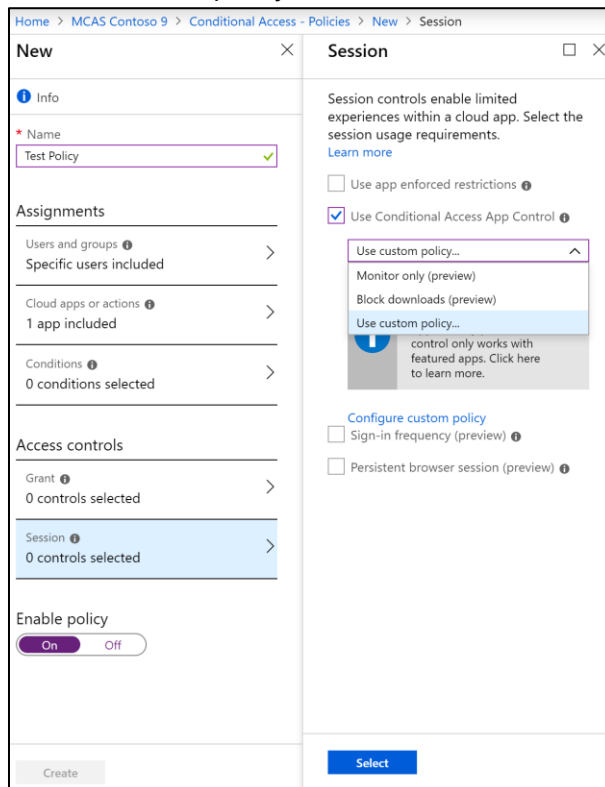 Home > MCAS Contoso 9 > Conditional Access - Policies > New > Session
New
Info
* Name
Test Policy
Assignments
Users and groups
Specific users included
Cloud apps or actions
1 app included
Conditions
0 conditions selected
Access controls
Grant
0 controls selected
Session
0 controls selected
Enable policy
On Off
Create
Session
Session controls enable limited
experiences within a cloud app. Select the
session usage requirements.
Learn more
Use app enforced restrictions
Use Conditional Access App Control
Use custom policy...
Monitor only (preview)
Block downloads (preview)
Use custom policy...
control only works with
featured apps. Click here
to learn more.
Configure custom policy
Sign-in frequency (preview)
Persistent browser session (preview)
Select